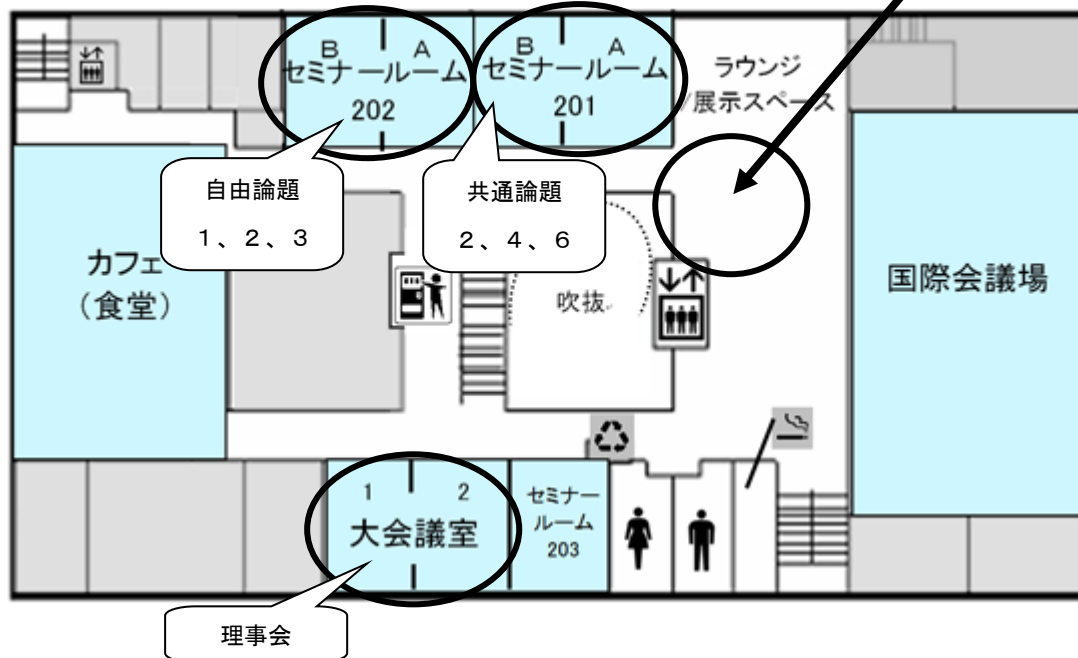 B A
セミナールーム
202
B A
セミナールーム
201
ラウンジ
/展示スペース
自由論題
1、2、3
共通論題
2、4、6
カフェ
(食堂)
吹抜
国際会議場
1 2
大会議室
セミナー
ルーム
203
理事会